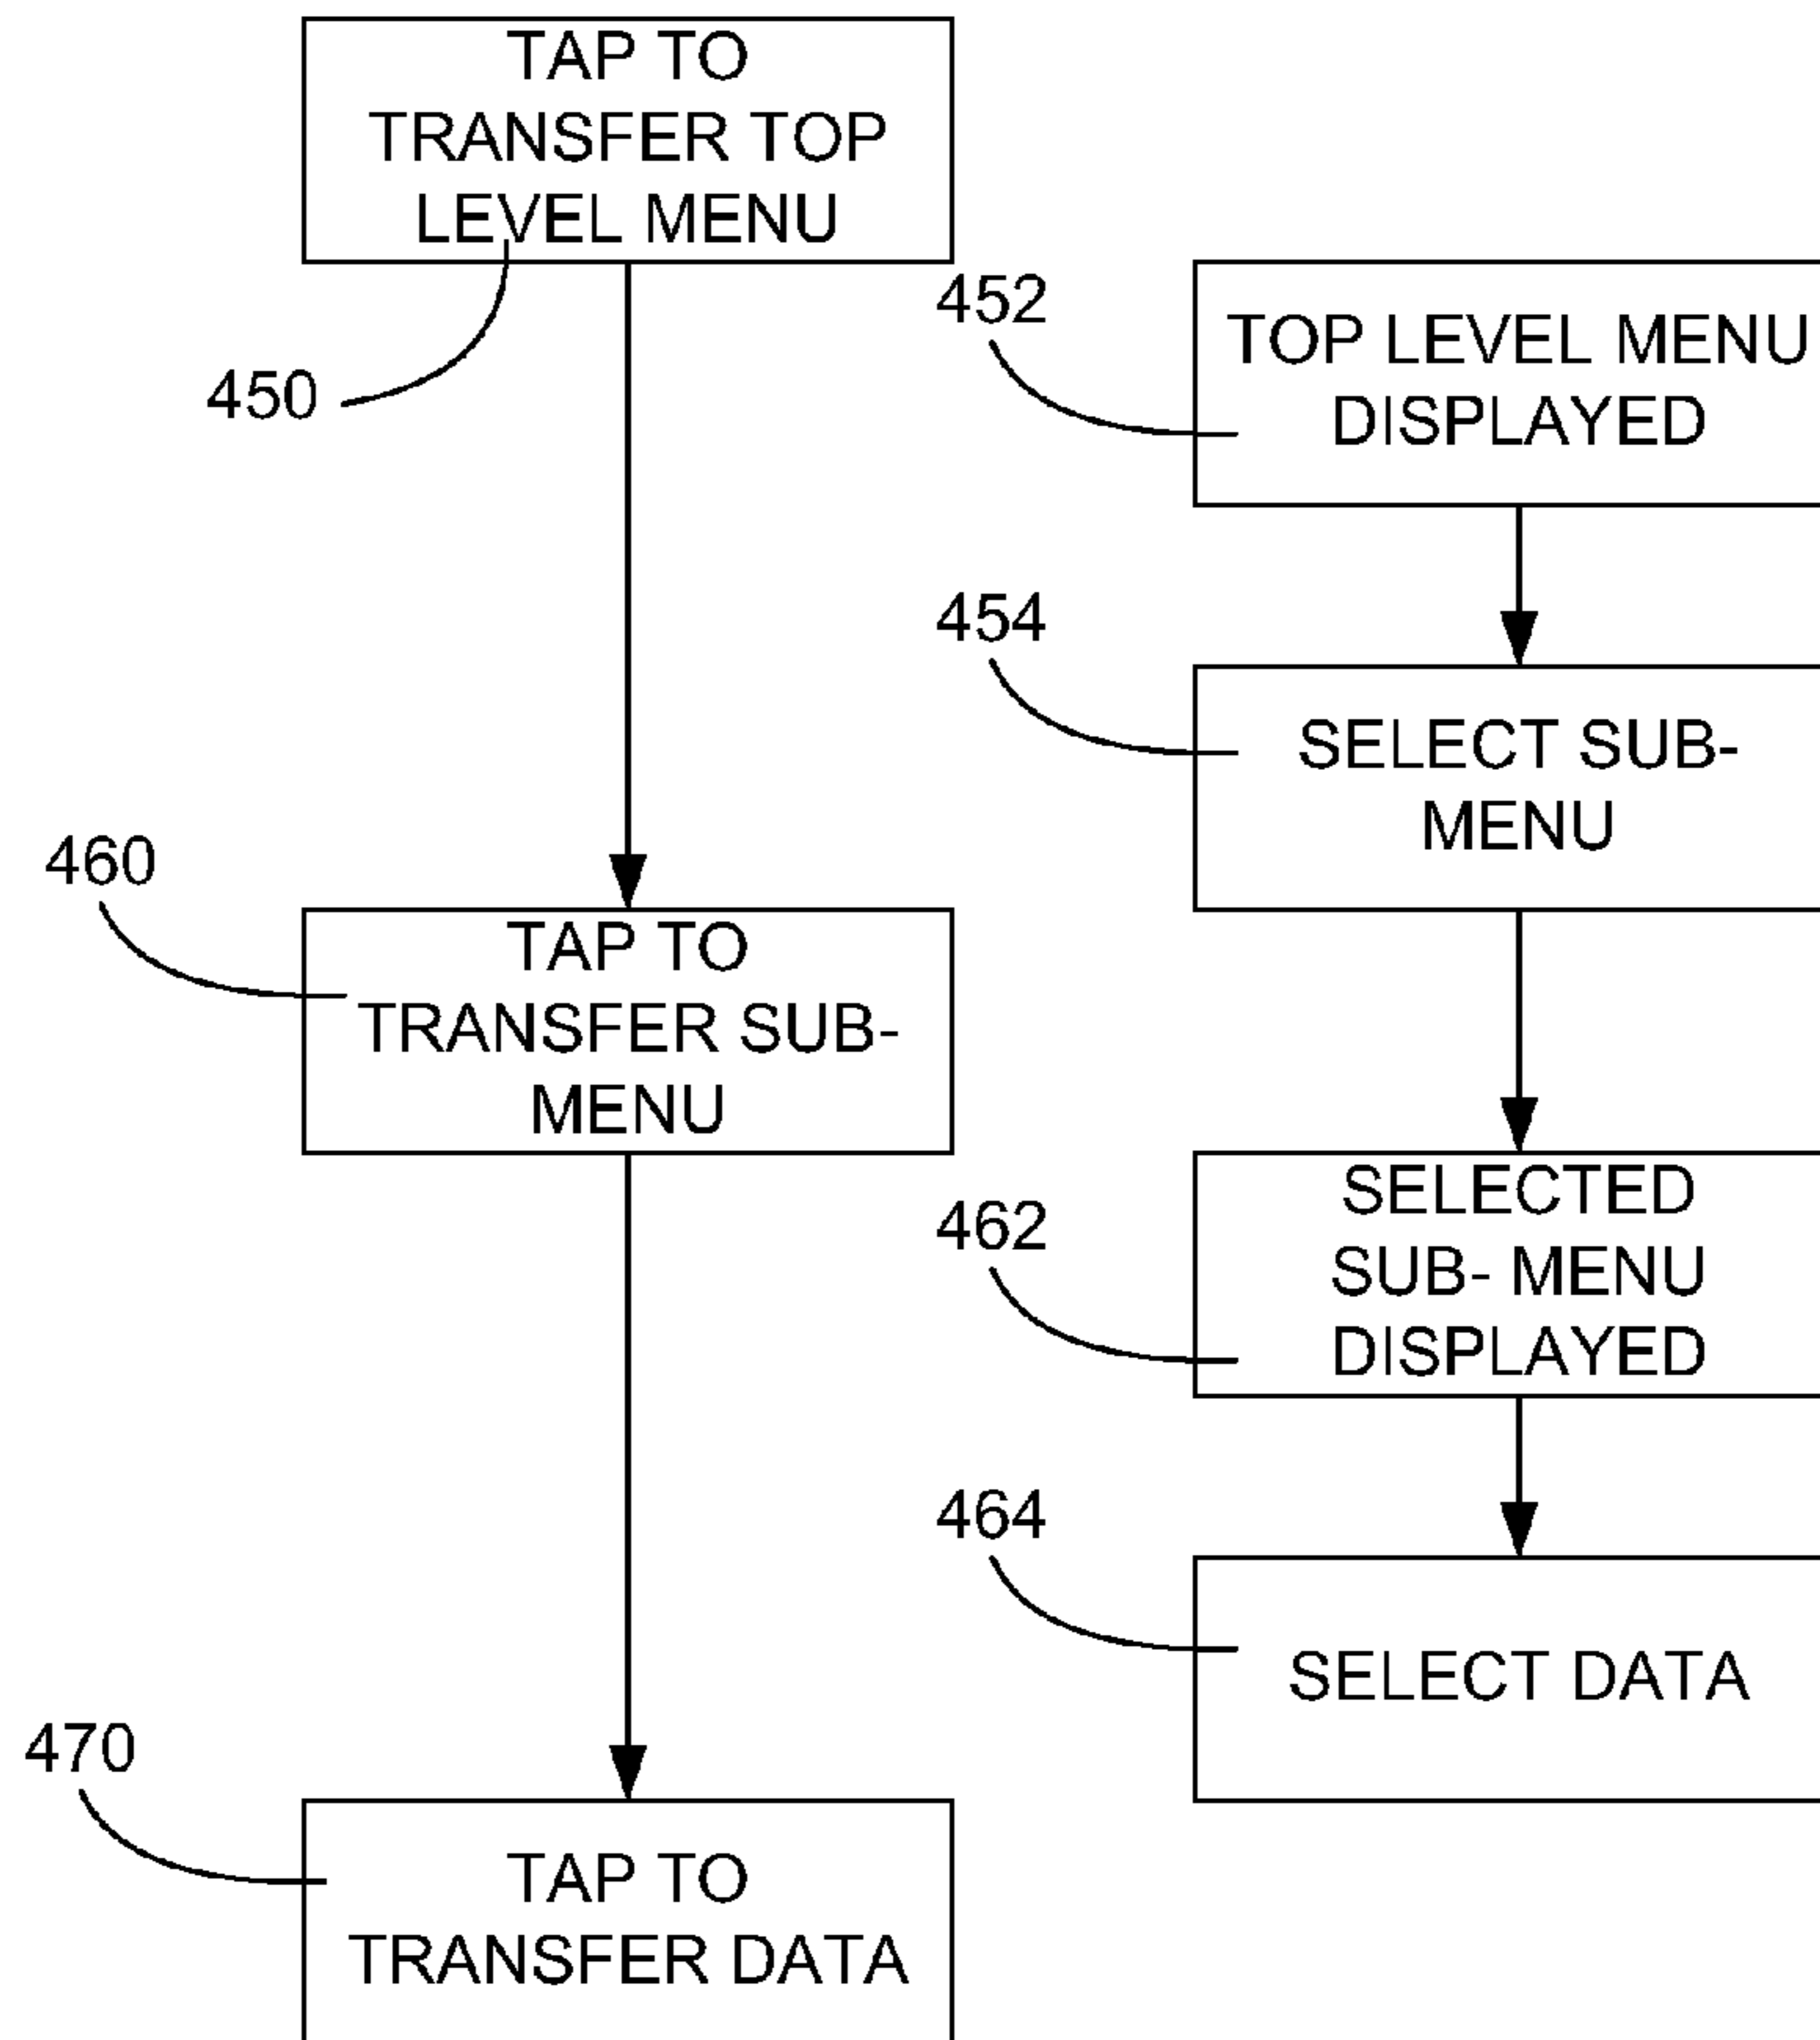 TAP TO
TRANSFER TOP
LEVEL MENU
450
452
TOP LEVEL MENU
DISPLAYED
454
SELECT SUB-
MENU
460
TAP TO
TRANSFER SUB-
MENU
462
SELECTED
SUB- MENU
DISPLAYED
464
SELECT DATA
470
TAP TO
TRANSFER DATA